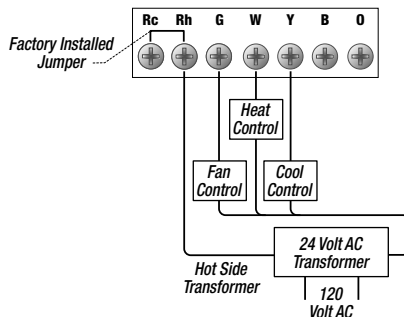 Rc Rh G W Y B O
Factory Installed
Jumper
Heat
Control
Fan
Control
Cool
Control
24 Volt AC
Transformer
Hot Side
Transformer
120
Volt AC